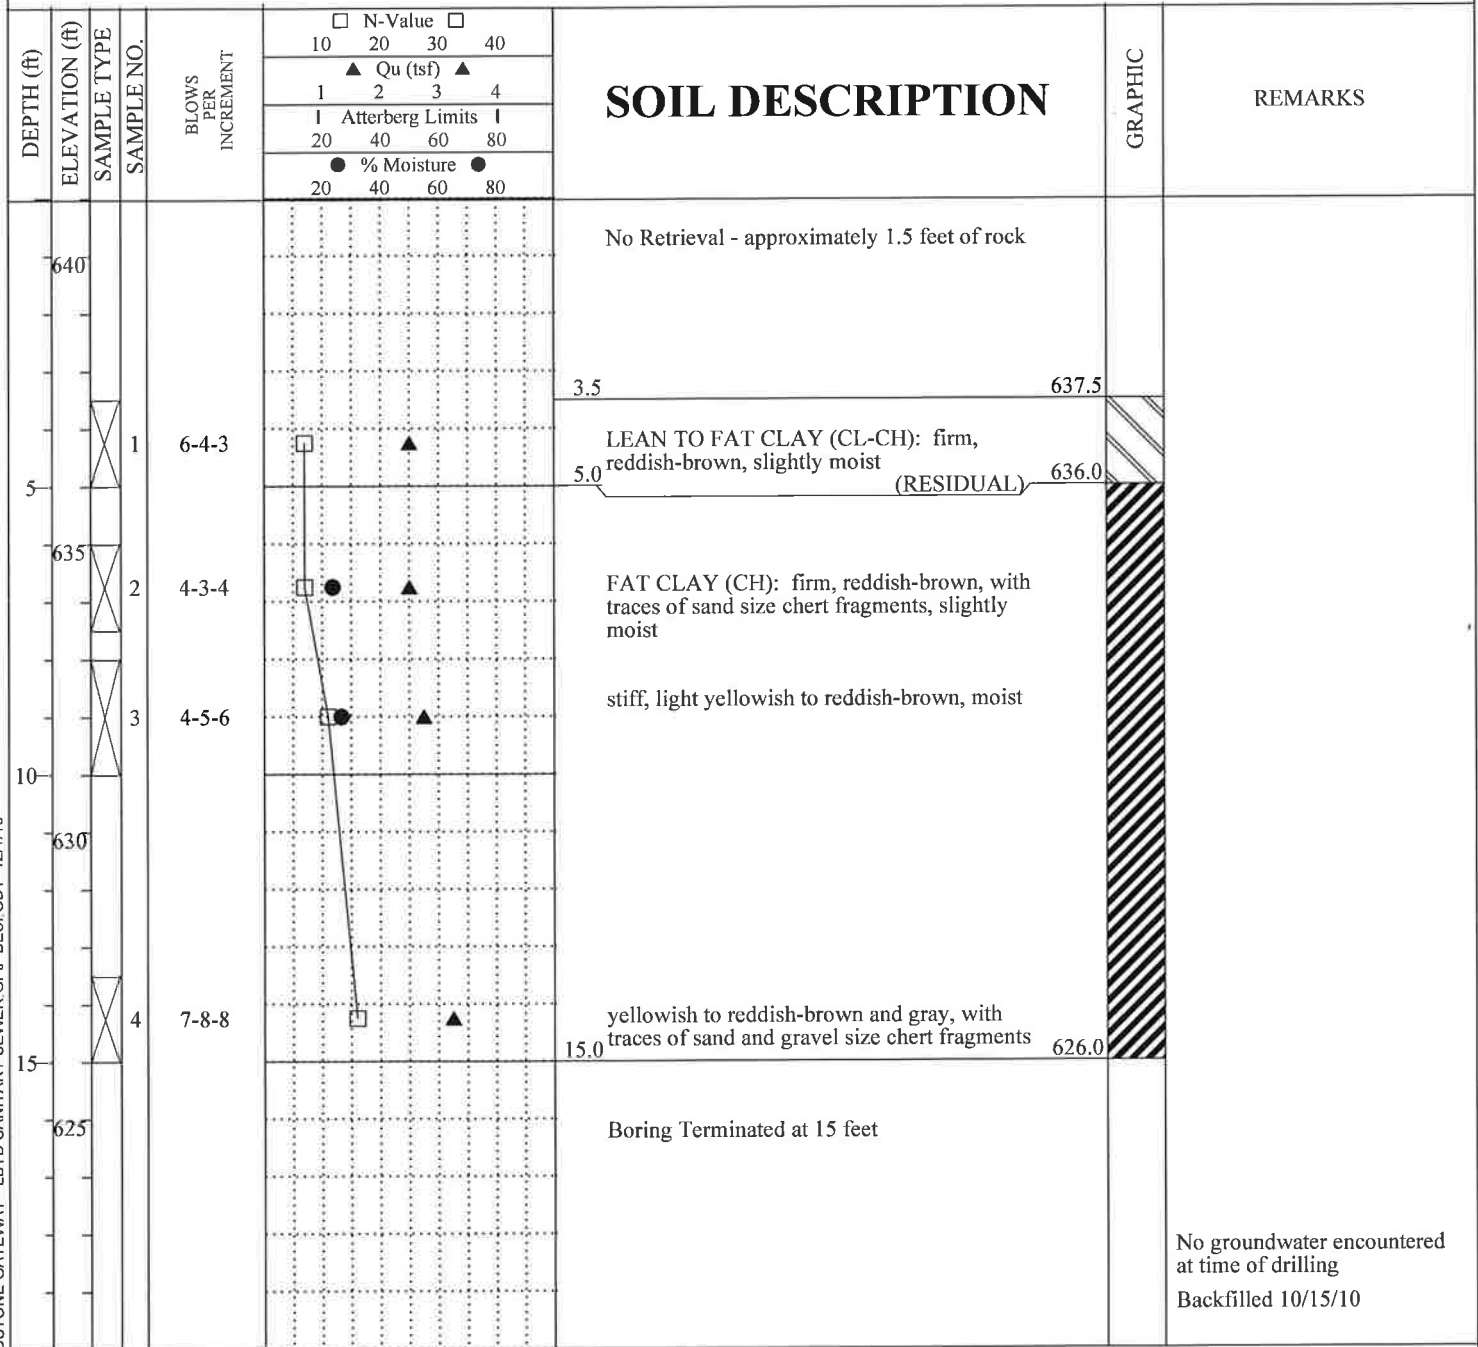 DEPTH (ft)
ELEVATION (ft)
SAMPLE TYPE
SAMPLE NO.
BLOWS
PER
INCREMENT
N-Value
10 20 30 40
▲ Qu (tsf) ▲
1 2 3 4
Atterberg Limits
20 40 60 80
● % Moisture ●
20 40 60 80
SOIL DESCRIPTION
GRAPHIC
REMARKS
No Retrieval - approximately 1.5 feet of rock
640
3.5 637.5
1 6-4-3
LEAN TO FAT CLAY (CL-CH): firm,
reddish-brown, slightly moist
5.0 (RESIDUAL) 636.0
5
635
2 4-3-4
FAT CLAY (CH): firm, reddish-brown, with
traces of sand size chert fragments, slightly
moist
stiff, light yellowish to reddish-brown, moist
3 4-5-6
10
630
4 7-8-8
yellowish to reddish-brown and gray, with
traces of sand and gravel size chert fragments
15.0 626.0
15
625
Boring Terminated at 15 feet
No groundwater encountered
at time of drilling
Backfilled 10/15/10